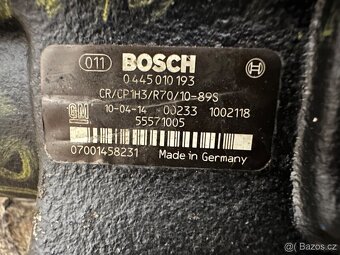 011 BOSCH
0 445 010 193
CR/CP1H3/R70/10-89S
GM 10-04-14 00233 1002118
55571005
07001458231 Made in Germany
Bazoš.cz